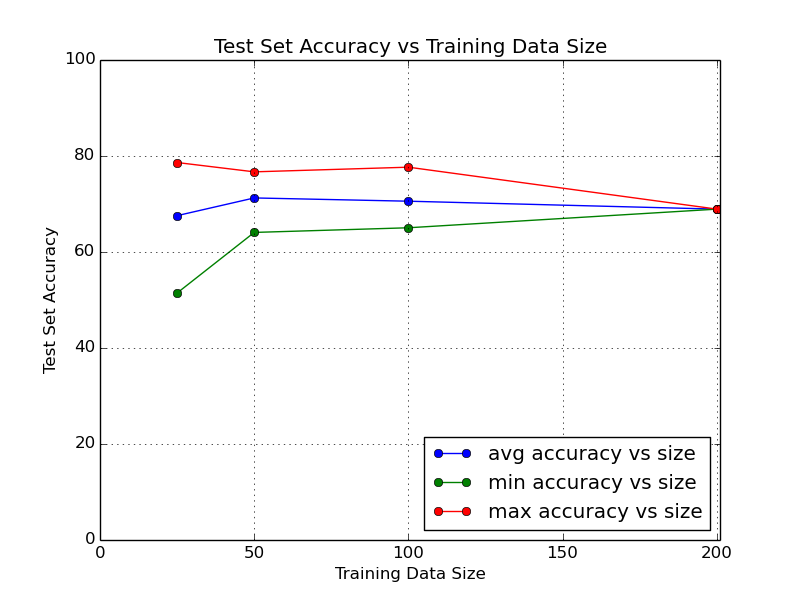 Test Set Accuracy vs Training Data Size
100
80
60
40
20
0
Test Set Accuracy
avg accuracy vs size
min accuracy vs size
max accuracy vs size
0 50 100 150 200
Training Data Size